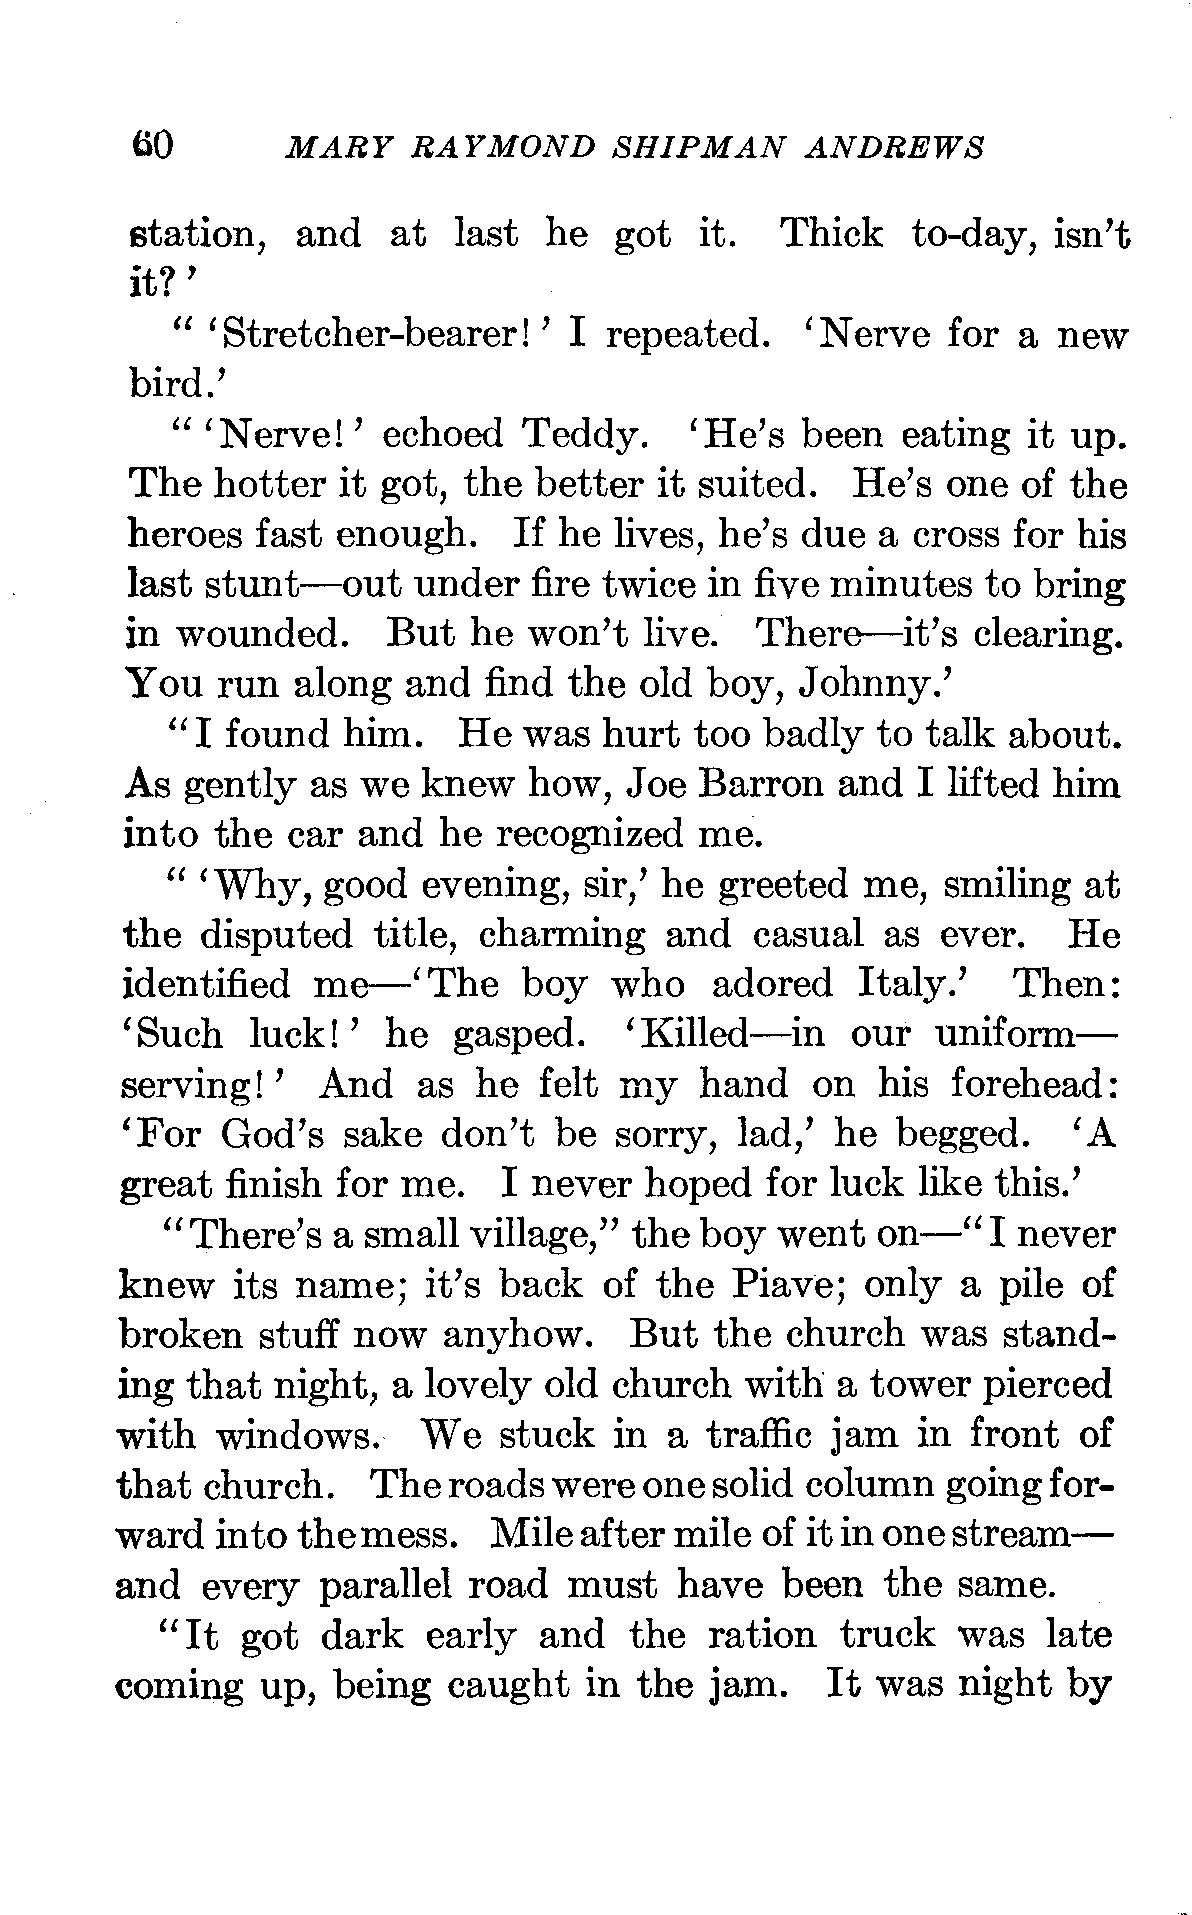 60 MARY RAYMOND SHIPMAN ANDREWS
station, and at last he got it. Thick to-day, isn't
it?'
"'Stretcher-bearer!' I repeated. 'Nerve for a new
bird.'
"'Nerve!' echoed Teddy. 'He's been eating it up.
The hotter it got, the better it suited. He's one of the
heroes fast enough. If he lives, he's due a cross for his
last stunt—out under fire twice in five minutes to bring
in wounded. But he won't live. There—it's clearing.
You run along and find the old boy, Johnny.'
"I found him. He was hurt too badly to talk about.
As gently as we knew how, Joe Barron and I lifted him
into the car and he recognized me.
"'Why, good evening, sir,' he greeted me, smiling at
the disputed title, charming and casual as ever. He
identified me—'The boy who adored Italy.' Then:
'Such luck!' he gasped. 'Killed—in our uniform—
serving!' And as he felt my hand on his forehead:
'For God's sake don't be sorry, lad,' he begged. 'A
great finish for me. I never hoped for luck like this.'
"There's a small village," the boy went on—"I never
knew its name; it's back of the Piave; only a pile of
broken stuff now anyhow. But the church was stand-
ing that night, a lovely old church with a tower pierced
with windows. We stuck in a traffic jam in front of
that church. The roads were one solid column going for-
ward into the mess. Mile after mile of it in one stream—
and every parallel road must have been the same.
"It got dark early and the ration truck was late
coming up, being caught in the jam. It was night by